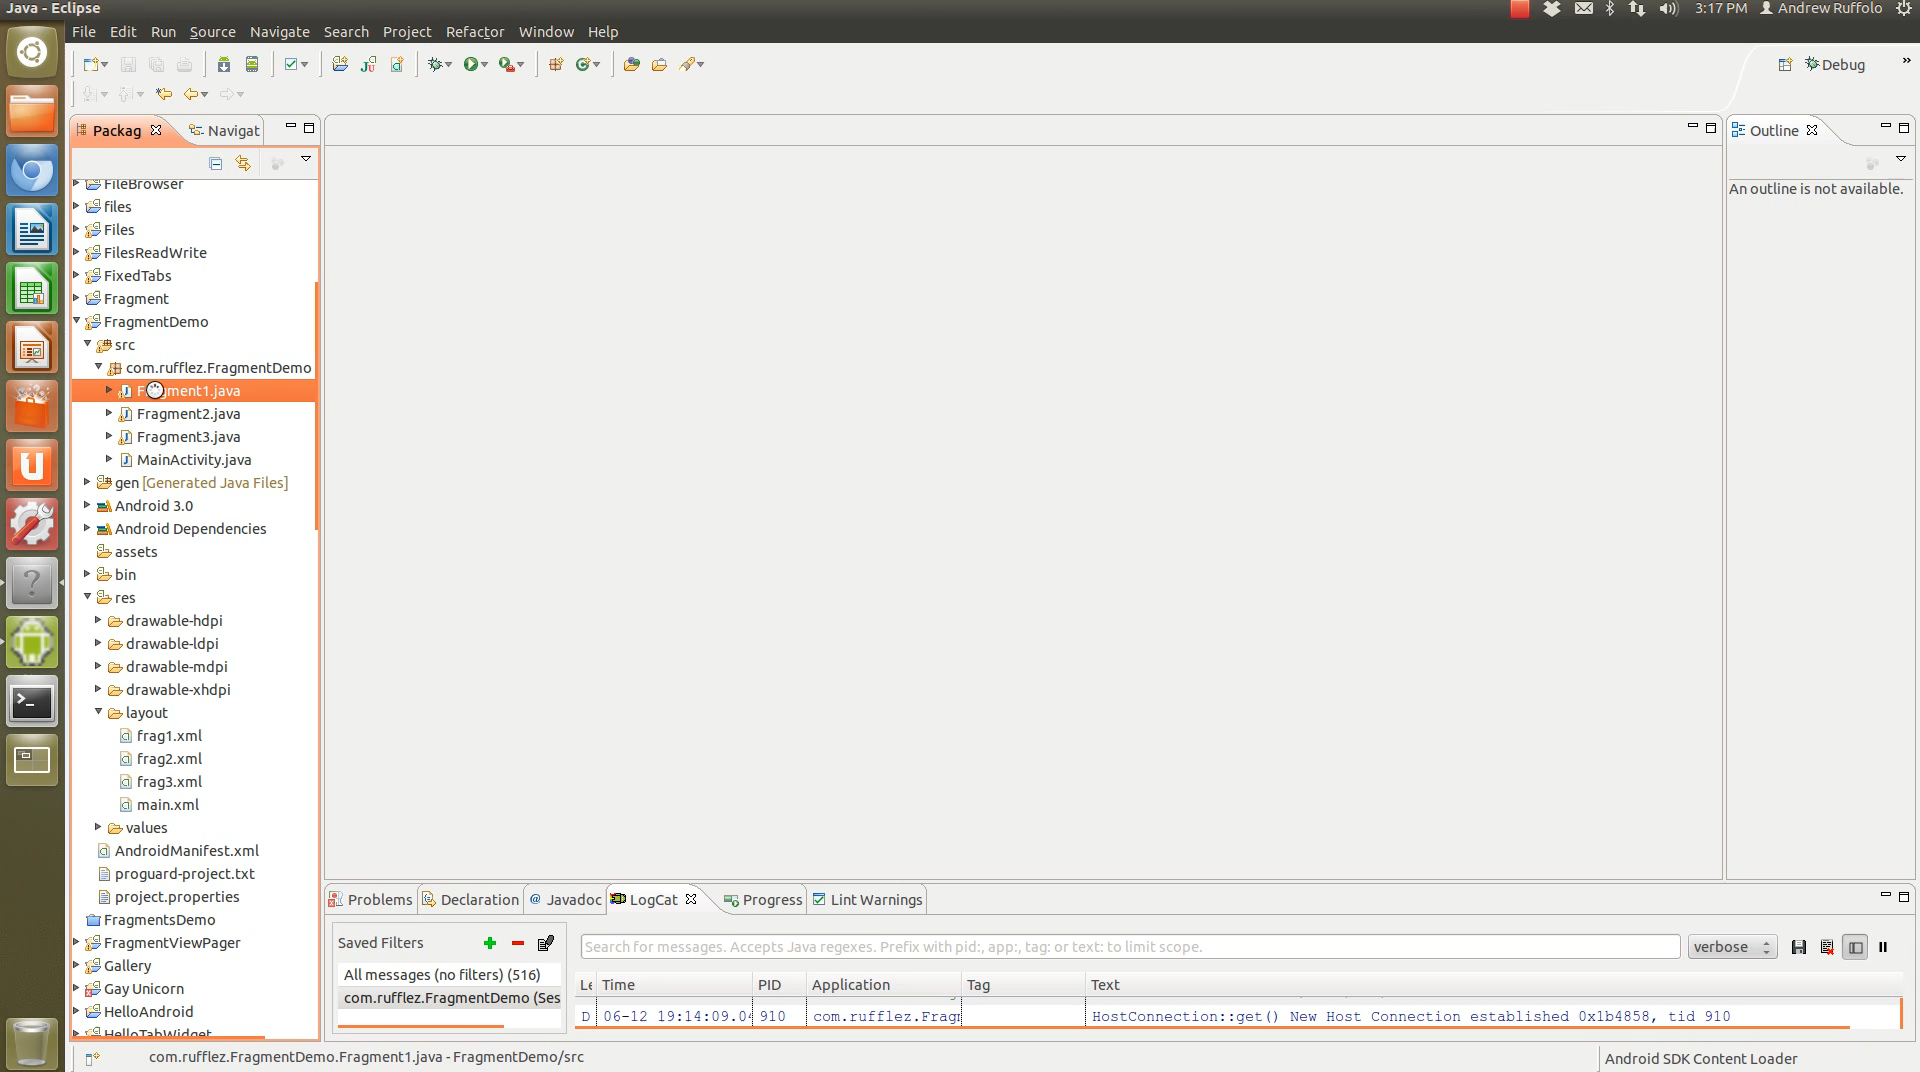 Java - Eclipse
3:17 PM Andrew Ruffolo
File Edit Run Source Navigate Search Project Refactor Window Help
Debug
Packag Navigat
Outline
An outline is not available.
FileBrowser
files
Files
FilesReadWrite
FixedTabs
Fragment
FragmentDemo
src
com.rufflez.FragmentDemo
Fragment1.java
Fragment2.java
Fragment3.java
MainActivity.java
gen [Generated Java Files]
Android 3.0
Android Dependencies
assets
bin
res
drawable-hdpi
drawable-ldpi
drawable-mdpi
drawable-xhdpi
layout
frag1.xml
frag2.xml
frag3.xml
main.xml
values
AndroidManifest.xml
proguard-project.txt
project.properties
FragmentsDemo
FragmentViewPager
Gallery
Gay Unicorn
HelloAndroid
HelloTabWidget
Problems Declaration @ Javadoc LogCat Progress Lint Warnings
Saved Filters
Search for messages. Accepts Java regexes. Prefix with pid:, app:, tag: or text: to limit scope.
verbose
All messages (no filters) (516)
com.rufflez.FragmentDemo (Ses
Le Time PID Application Tag Text
D 06-12 19:14:09.04 910 com.rufflez.Fragm HostConnection::get() New Host Connection established 0x1b4858, tid 910
com.rufflez.FragmentDemo.Fragment1.java - FragmentDemo/src
Android SDK Content Loader